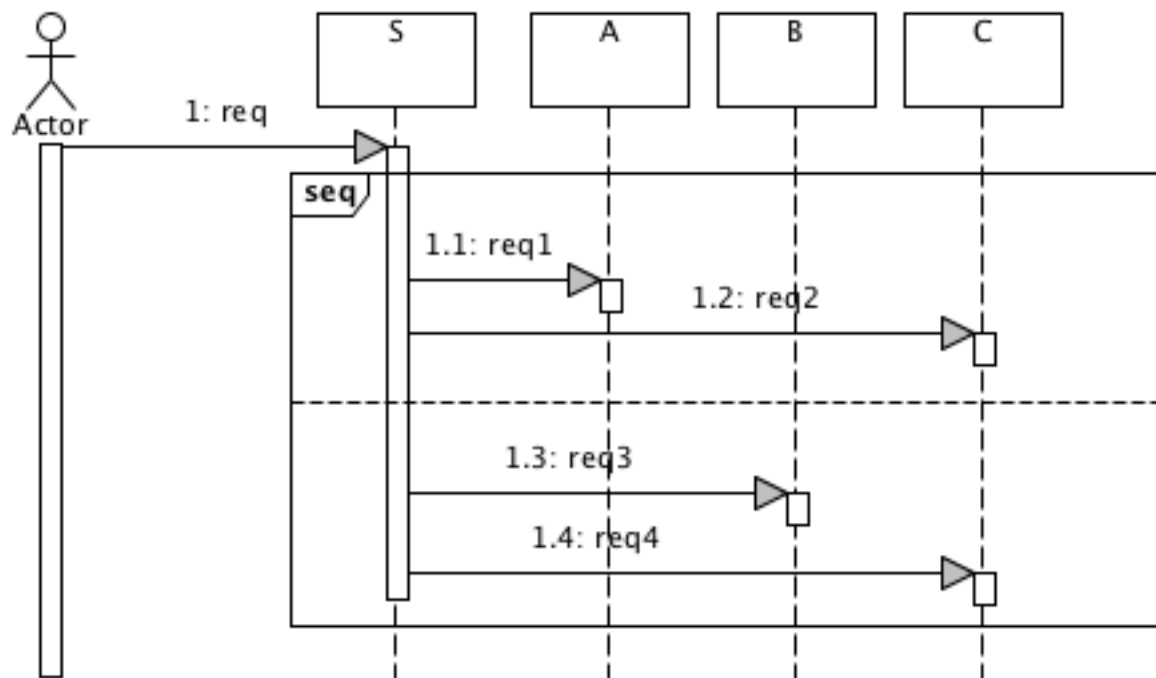 S
A
B
C
Actor
1: req
seq
1.1: req1
1.2: req2
1.3: req3
1.4: req4